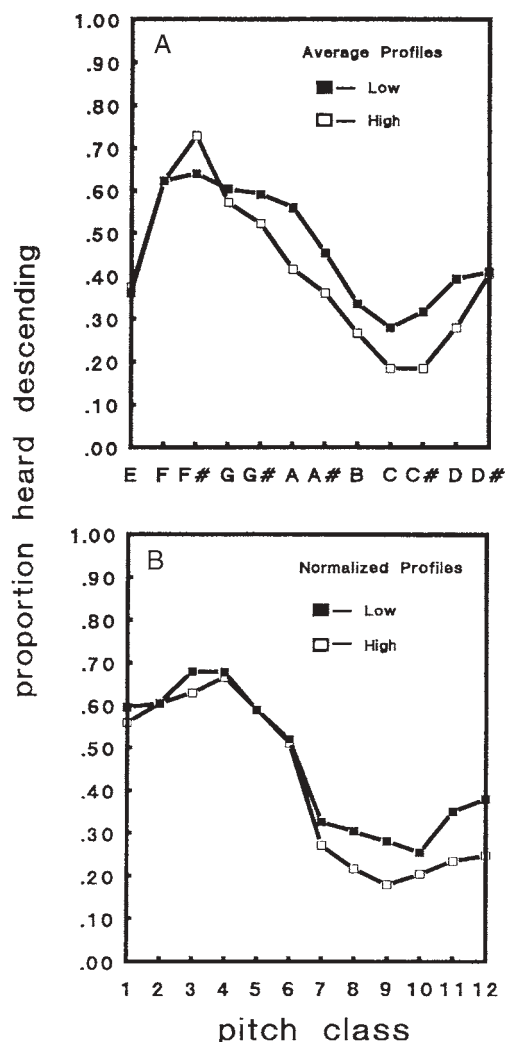 proportion heard descending
1.00
.90
.80
.70
.60
.50
.40
.30
.20
.10
.00
A
Average Profiles
Low
High
E F F# G G# A A# B C C# D D#
1.00
.90
.80
.70
.60
.50
.40
.30
.20
.10
.00
B
Normalized Profiles
Low
High
1 2 3 4 5 6 7 8 9 10 11 12
pitch class